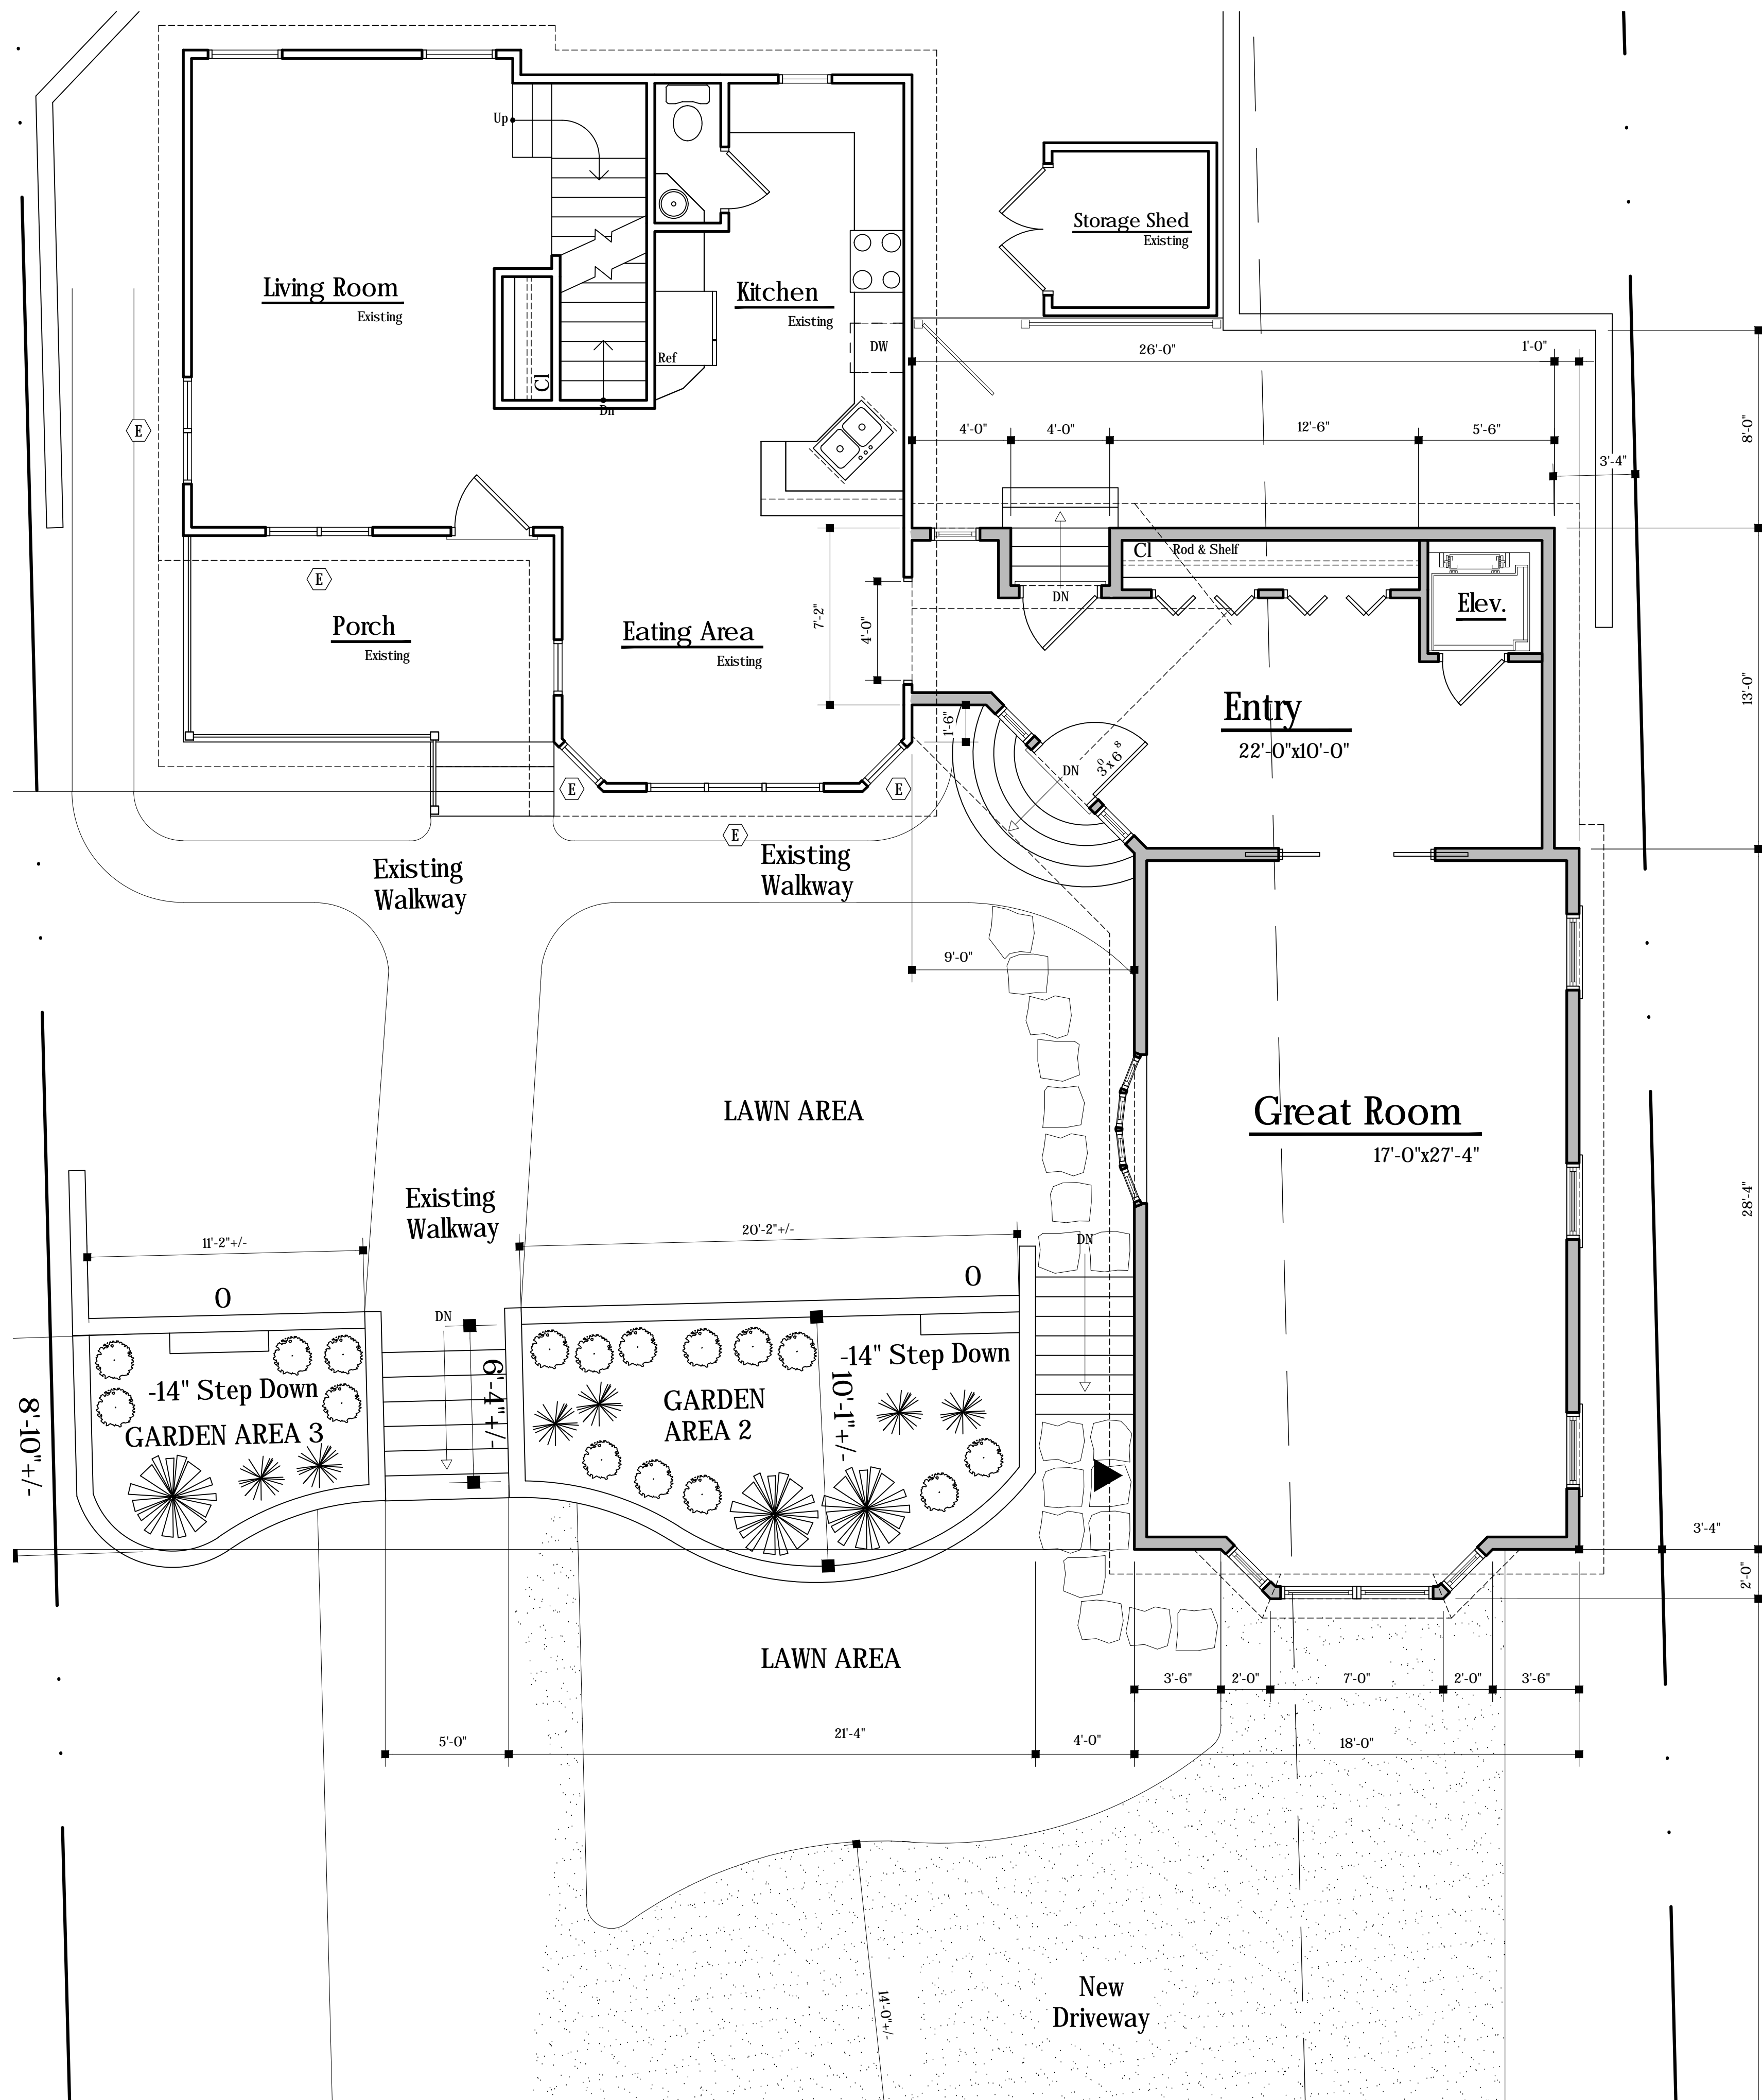 Up
Storage Shed
Existing
Living Room
Existing
Kitchen
Existing
DW
Ref
Cl
Dn
26'-0"
1'-0"
4'-0"
4'-0"
12'-6"
5'-6"
3'-4"
8'-0"
E
Cl
Rod & Shelf
DN
Elev.
E
Porch
Existing
Eating Area
Existing
7'-2"
4'-0"
13'-0"
Entry
22'-0"x10'-0"
1'-6"
DN
3⁰ x 6⁸
E
E
E
Existing
Walkway
Existing
Walkway
9'-0"
LAWN AREA
Great Room
17'-0"x27'-4"
Existing
Walkway
28'-4"
11'-2"+/-
20'-2"+/-
DN
O
O
DN
-14" Step Down
GARDEN AREA 3
6'-4"+/-
GARDEN
AREA 2
10'-1"+/-
-14" Step Down
8'-10"+/-
3'-4"
2'-0"
LAWN AREA
3'-6"
2'-0"
7'-0"
2'-0"
3'-6"
5'-0"
21'-4"
4'-0"
18'-0"
New
Driveway
14'-0"+/-